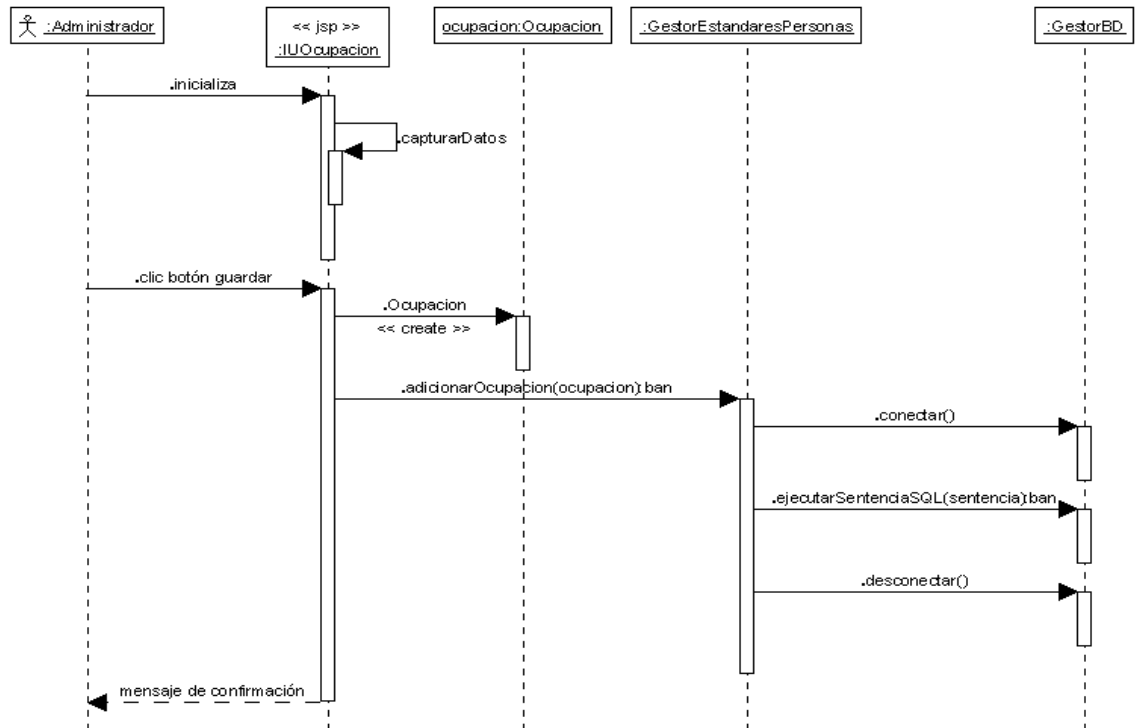 :Administrador
<< jsp >>
:IUOcupacion
ocupacion:Ocupacion
:GestorEstandaresPersonas
:GestorBD
.inicializa
.capturarDatos
.clic botón guardar
.Ocupacion
<< create >>
.adicionarOcupacion(ocupacion):ban
.conectar()
.ejecutarSentenciaSQL(sentencia):ban
.desconectar()
mensaje de confirmación